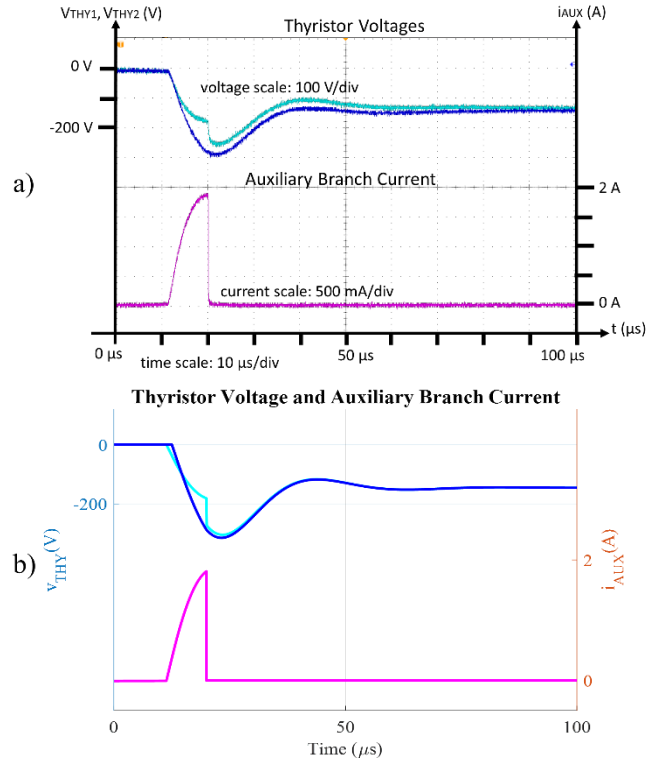 VTHY1, VTHY2 (V)
iAUX(A)
Thyristor Voltages
0 V
voltage scale: 100 V/div
-200 V
a)
Auxiliary Branch Current
2 A
current scale: 500 mA/div
0 A
t (µs)
0 µs
50 µs
100 µs
time scale: 10 µs/div
Thyristor Voltage and Auxiliary Branch Current
0
-200
b)
vTHY(V)
iAUX(A)
2
0
0
50
100
Time (µs)